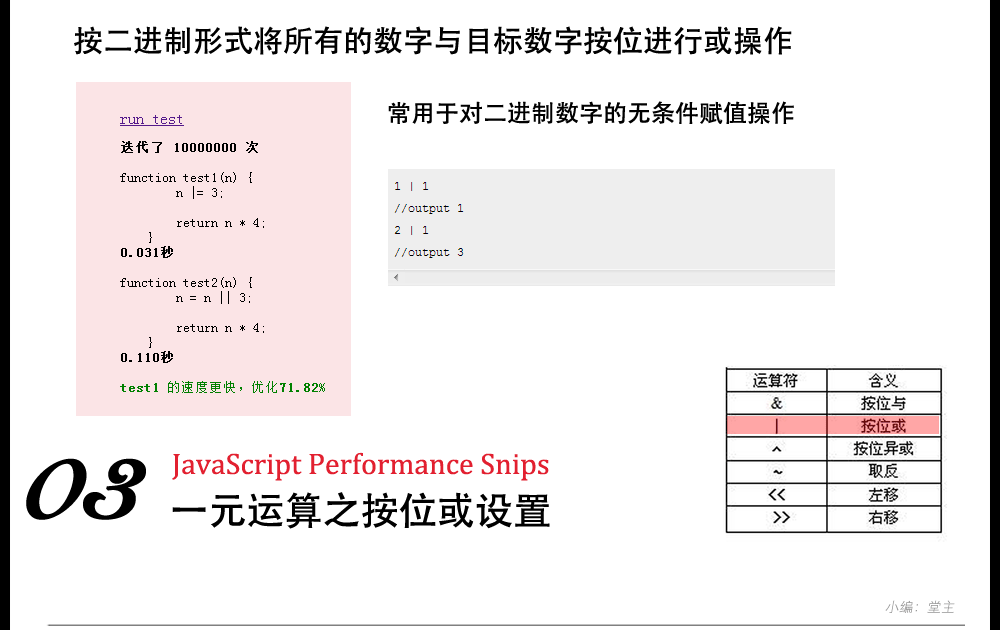 按二进制形式将所有的数字与目标数字按位进行或操作
run test
迭代了 10000000 次
function test1(n) {
n |= 3;
return n * 4;
}
0.031秒
function test2(n) {
n = n || 3;
return n * 4;
}
0.110秒
test1 的速度更快，优化71.82%
常用于对二进制数字的无条件赋值操作
1 | 1
//output 1
2 | 1
//output 3
运算符 含义
& 按位与
| 按位或
^ 按位异或
~ 取反
<< 左移
>> 右移
03
JavaScript Performance Snips
一元运算之按位或设置
小编：堂主